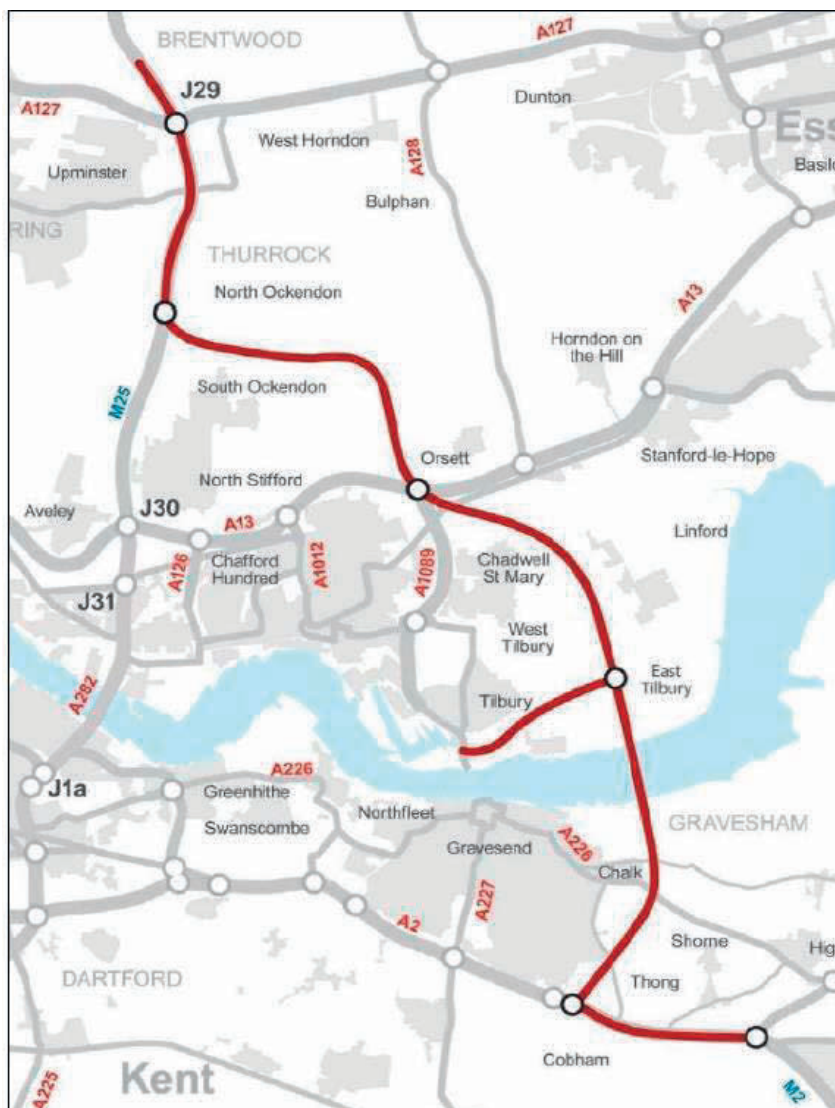 BRENTWOOD
A127
J29
A127
Dunton
Ess
West Horndon
Upminster
A128
Basilo
Bulphan
RING
THURROCK
North Ockendon
A13
Horndon on
the Hill
South Ockendon
M25
Orsett
Stanford-le-Hope
North Stifford
Aveley
J30
A13
Linford
Chafford
Hundred
A126
A1012
A1089
Chadwell
St Mary
J31
West
Tilbury
East
Tilbury
A282
Tilbury
A226
J1a
Greenhithe
Northfleet
Swanscombe
GRAVESHAM
Gravesend
A226
Chalk
A227
A2
Shorne
Hig
DARTFORD
Thong
Cobham
Kent
A225
M2